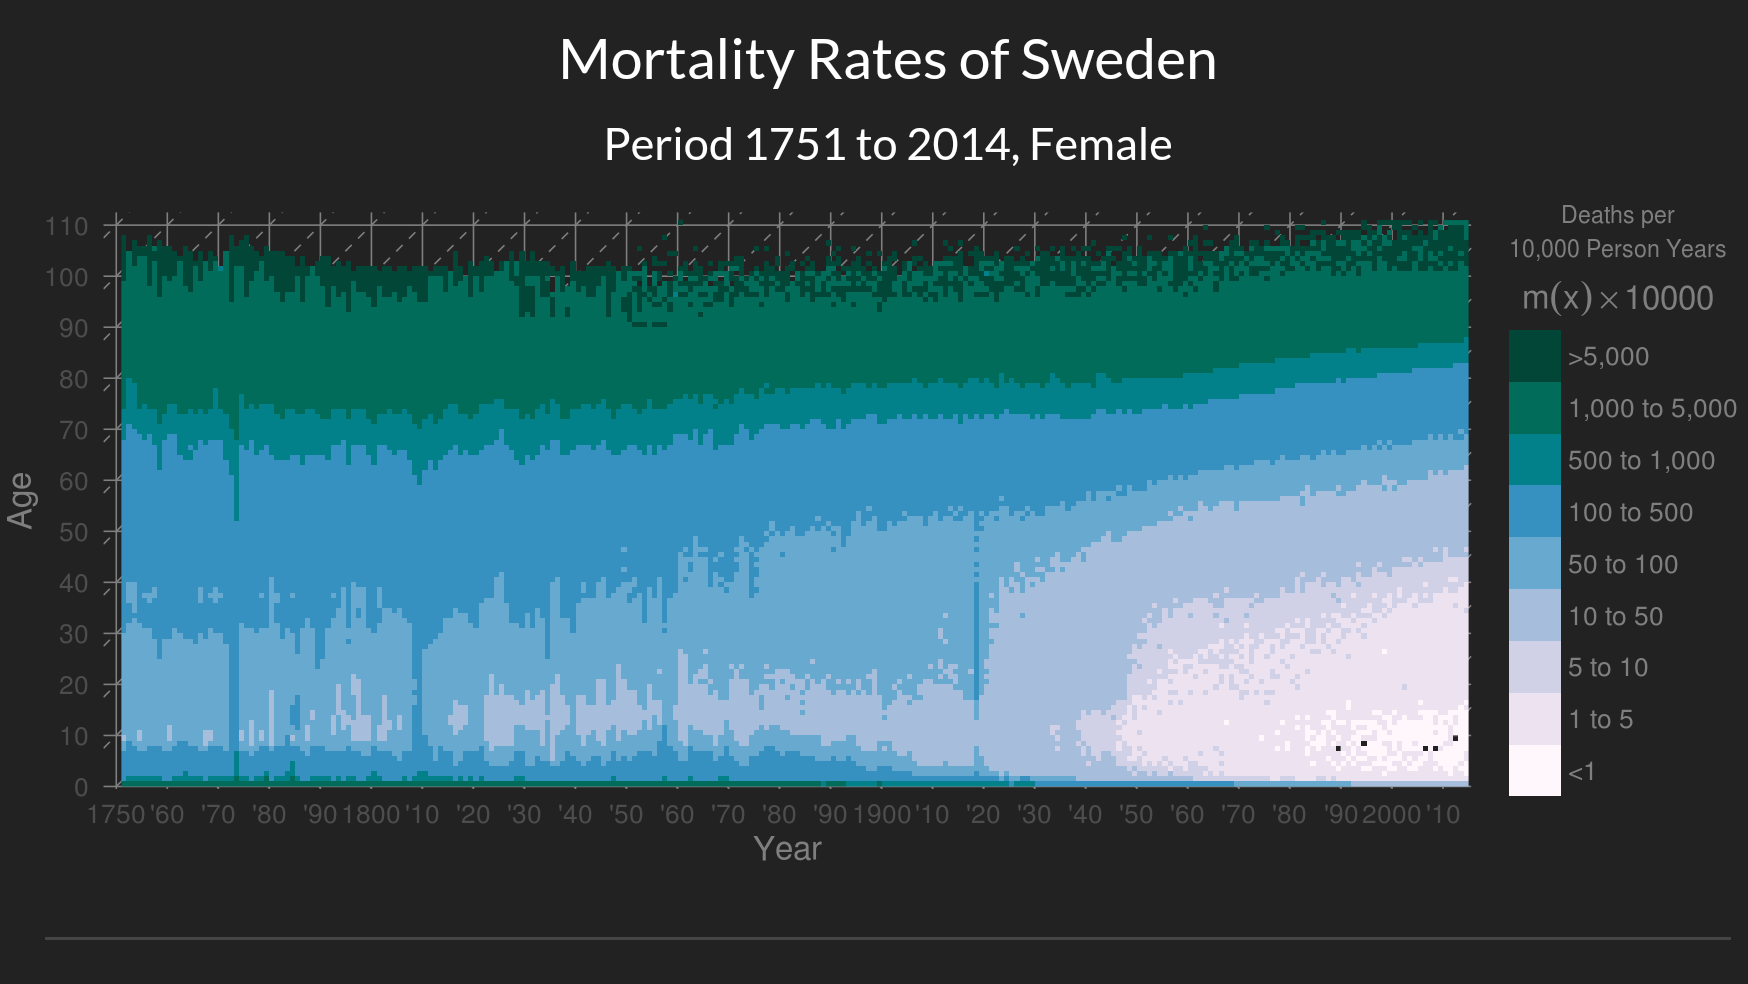 Mortality Rates of Sweden
Period 1751 to 2014, Female
Deaths per
10,000 Person Years
m(x)×10000
>5,000
1,000 to 5,000
500 to 1,000
100 to 500
50 to 100
10 to 50
5 to 10
1 to 5
<1
Age
110
100
90
80
70
60
50
40
30
20
10
0
1750 '60 '70 '80 '90 1800 '10 '20 '30 '40 '50 '60 '70 '80 '90 1900 '10 '20 '30 '40 '50 '60 '70 '80 '90 2000 '10
Year